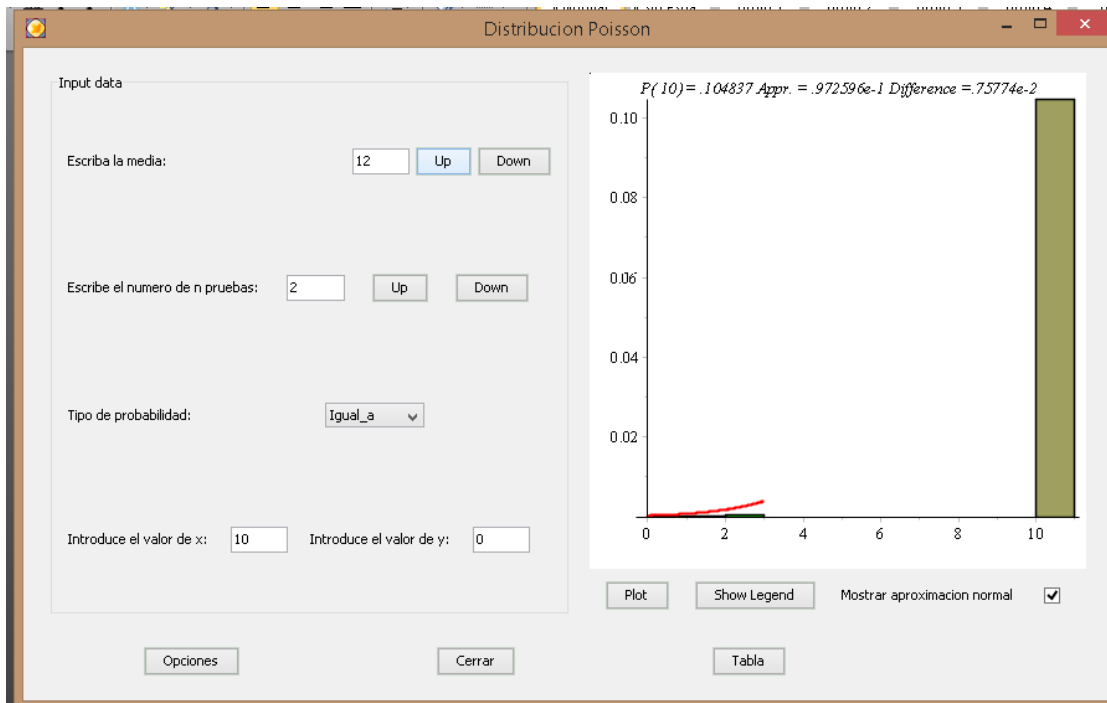 Distribucion Poisson
Input data
Escriba la media: 12 Up Down
Escribe el numero de n pruebas: 2 Up Down
Tipo de probabilidad: Igual_a
Introduce el valor de x: 10 Introduce el valor de y: 0
P( 10) = .104837 Appr. = .972596e-1 Difference =.75774e-2
0.10
0.08
0.06
0.04
0.02
0 2 4 6 8 10
Plot Show Legend Mostrar aproximacion normal
Opciones Cerrar Tabla